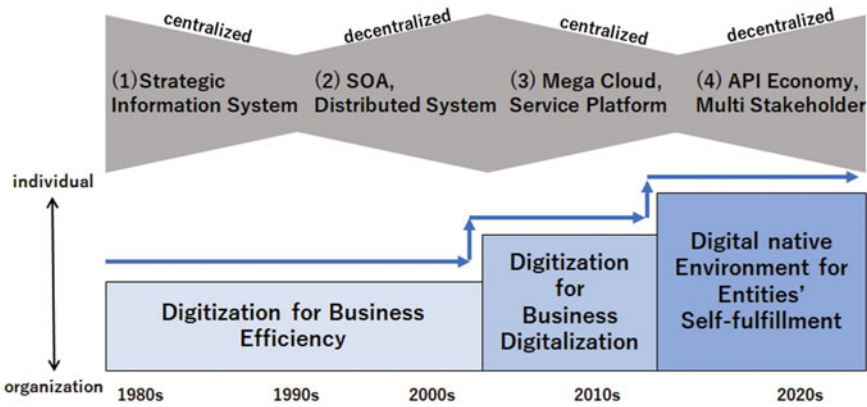 centralized
decentralized
centralized
decentralized
(1)Strategic
Information System
(2) SOA,
Distributed System
(3) Mega Cloud,
Service Platform
(4) API Economy,
Multi Stakeholder
individual
organization
Digitization for Business
Efficiency
Digitization
for
Business
Digitalization
Digital native
Environment for
Entities’
Self-fulfillment
1980s
1990s
2000s
2010s
2020s